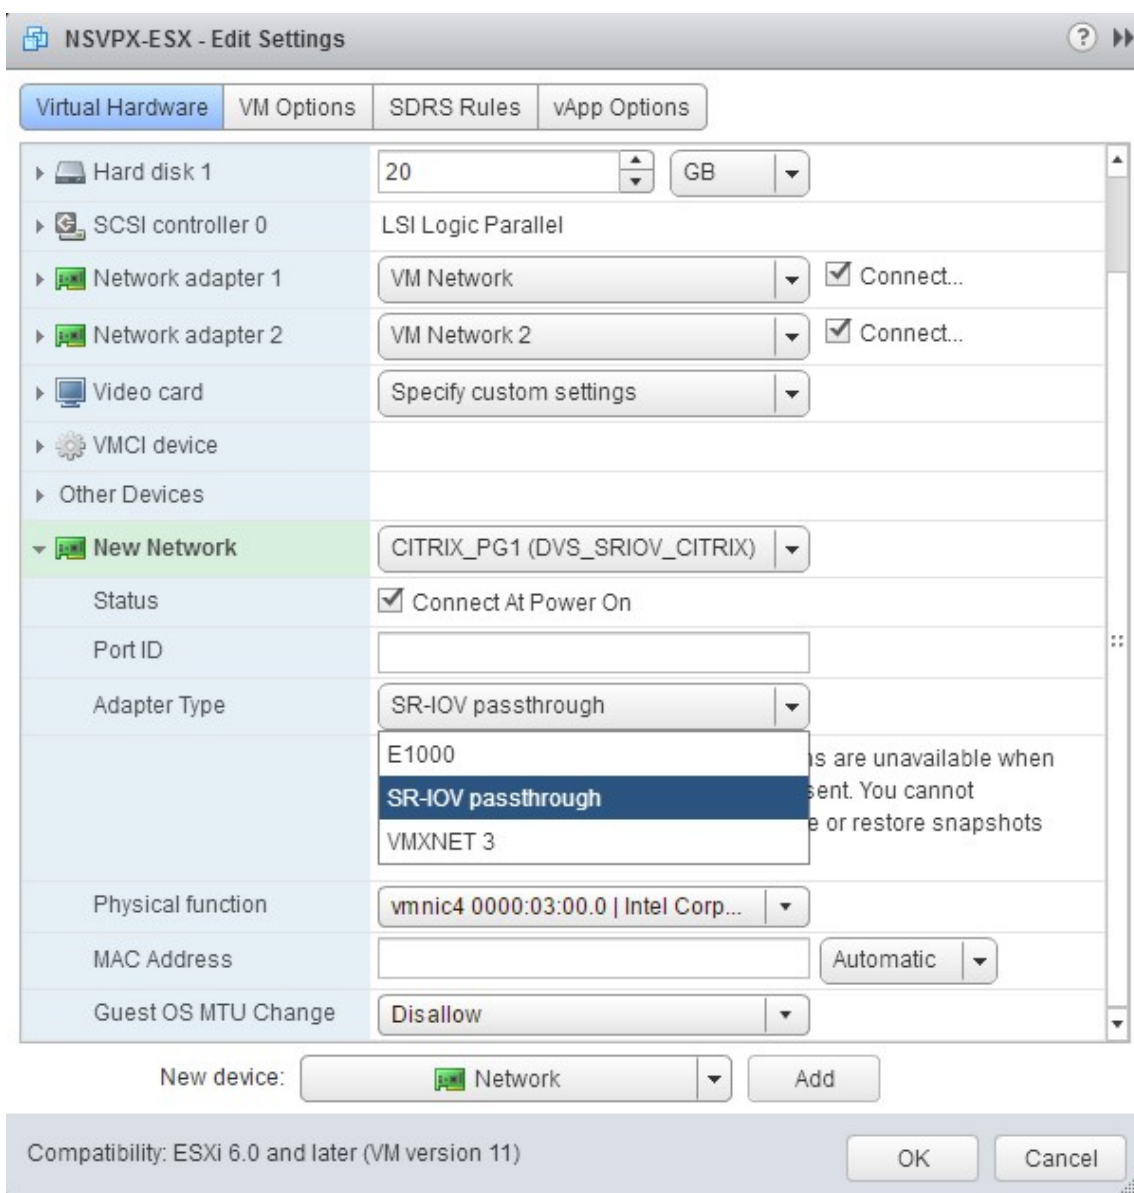 NSVPX-ESX - Edit Settings ?
Virtual Hardware VM Options SDRS Rules vApp Options
Hard disk 1 20 GB
SCSI controller 0 LSI Logic Parallel
Network adapter 1 VM Network Connect...
Network adapter 2 VM Network 2 Connect...
Video card Specify custom settings
VMCI device
Other Devices
New Network CITRIX_PG1 (DVS_SRIOV_CITRIX)
Status Connect At Power On
Port ID
Adapter Type SR-IOV passthrough
E1000 are unavailable when
SR-IOV passthrough You cannot
VMXNET 3 or restore snapshots
Physical function vmnic4 0000:03:00.0 | Intel Corp...
MAC Address Automatic
Guest OS MTU Change Disallow
New device: Network Add
Compatibility: ESXi 6.0 and later (VM version 11) OK Cancel